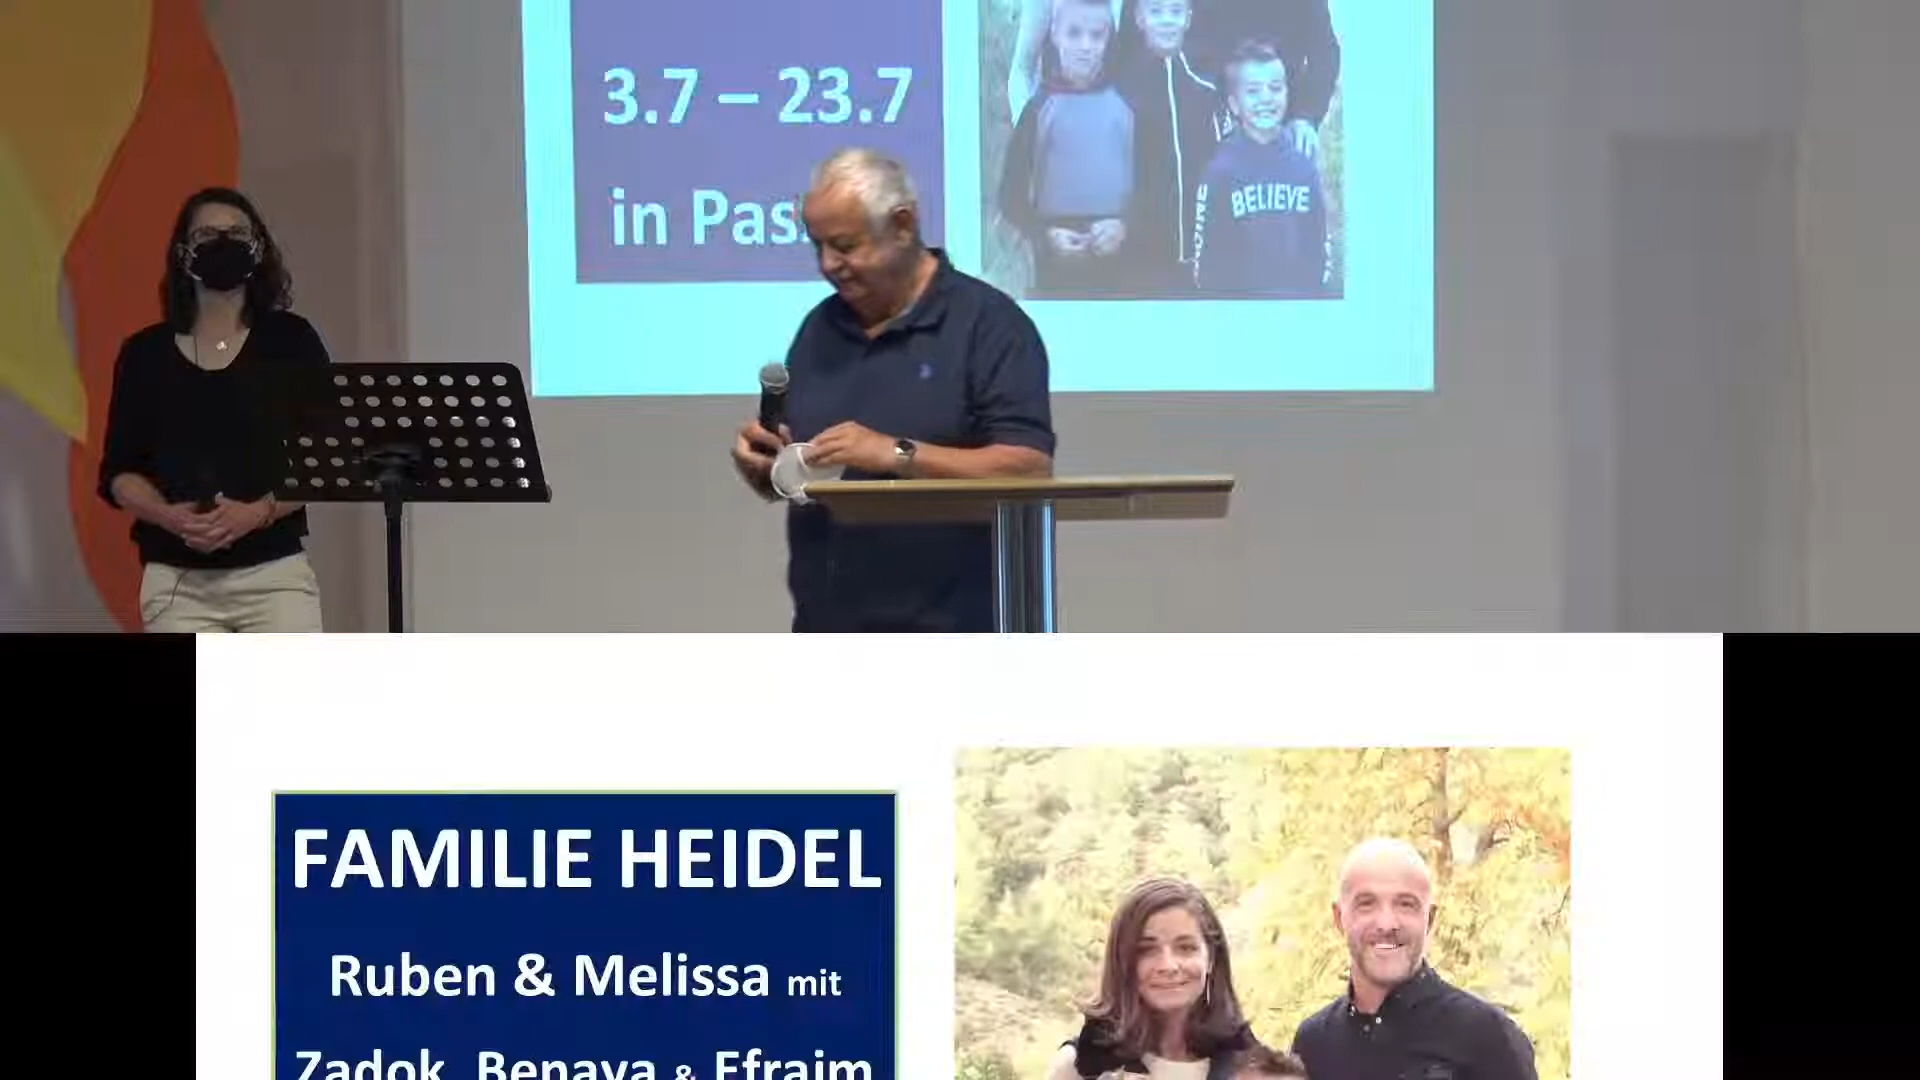 3.7 – 23.7
in Pas
BELIEVE
FAMILIE HEIDEL
Ruben & Melissa mit
Zadok, Benaya & Efraim